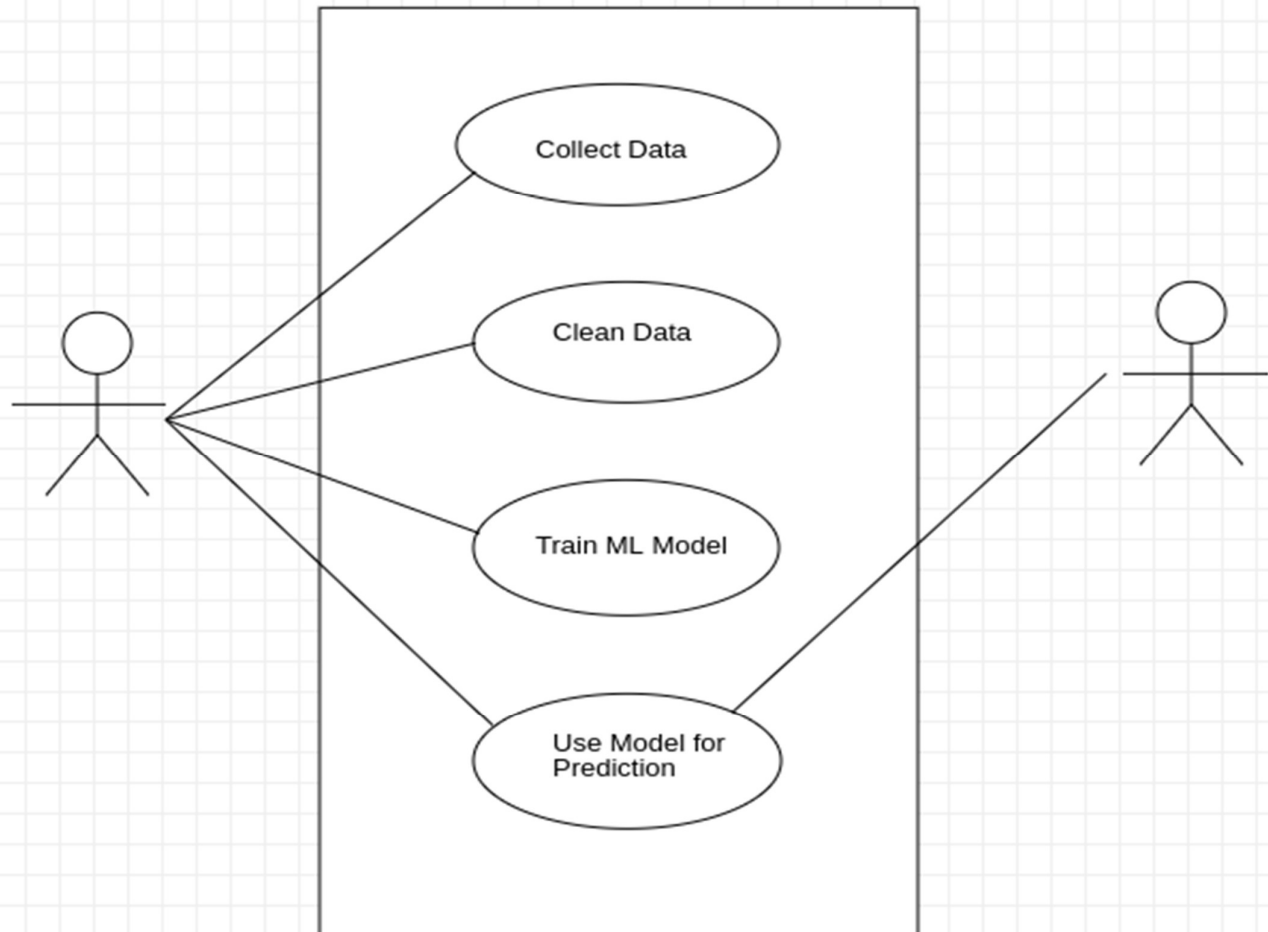 Collect Data
Clean Data
Train ML Model
Use Model for
Prediction